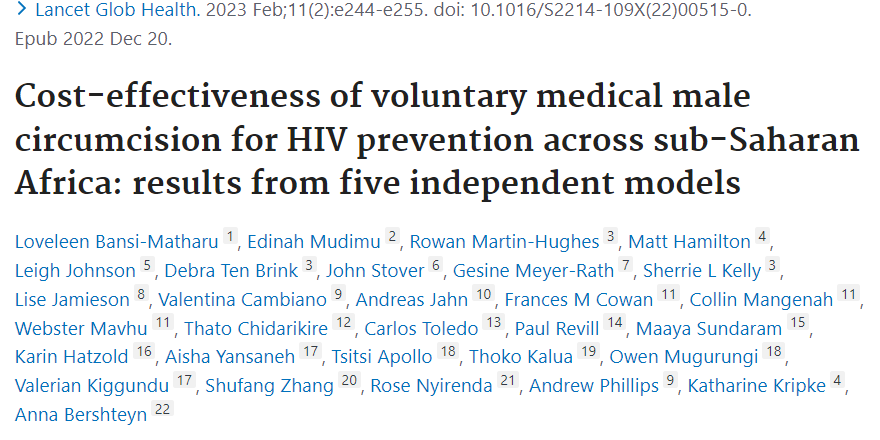 > Lancet Glob Health. 2023 Feb;11(2):e244-e255. doi: 10.1016/S2214-109X(22)00515-0.
Epub 2022 Dec 20.
Cost-effectiveness of voluntary medical male
circumcision for HIV prevention across sub-Saharan
Africa: results from five independent models
Loveleen Bansi-Matharu 1, Edinah Mudimu 2, Rowan Martin-Hughes 3, Matt Hamilton 4,
Leigh Johnson 5, Debra Ten Brink 3, John Stover 6, Gesine Meyer-Rath 7, Sherrie L Kelly 3,
Lise Jamieson 8, Valentina Cambiano 9, Andreas Jahn 10, Frances M Cowan 11, Collin Mangenah 11,
Webster Mavhu 11, Thato Chidarikire 12, Carlos Toledo 13, Paul Revill 14, Maaya Sundaram 15,
Karin Hatzold 16, Aisha Yansaneh 17, Tsitsi Apollo 18, Thoko Kalua 19, Owen Mugurungi 18,
Valerian Kiggundu 17, Shufang Zhang 20, Rose Nyirenda 21, Andrew Phillips 9, Katharine Kripke 4,
Anna Bershteyn 22